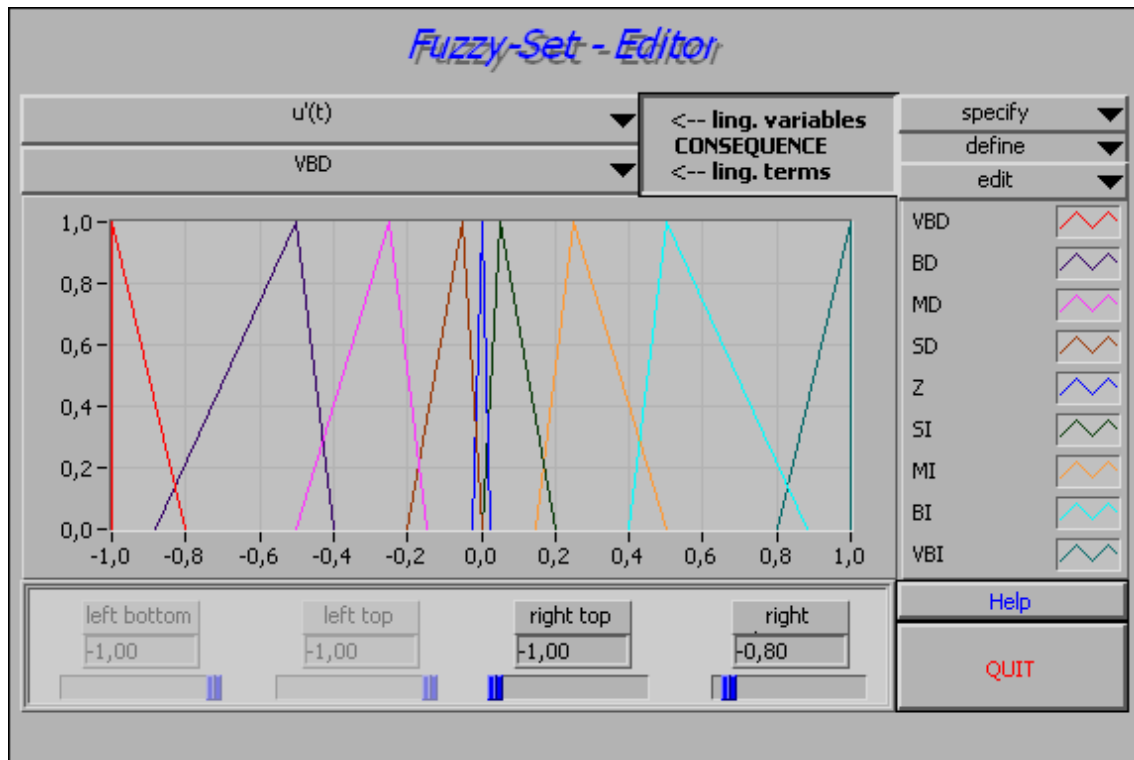 Fuzzy-Set - Editor
u'(t)
VBD
<-- ling. variables
CONSEQUENCE
<-- ling. terms
specify
define
edit
1,0
0,8
0,6
0,4
0,2
0,0
-1,0 -0,8 -0,6 -0,4 -0,2 0,0 0,2 0,4 0,6 0,8 1,0
VBD
BD
MD
SD
Z
SI
MI
BI
VBI
left bottom left top right top right
-1,00 -1,00 -1,00 -0,80
Help
QUIT